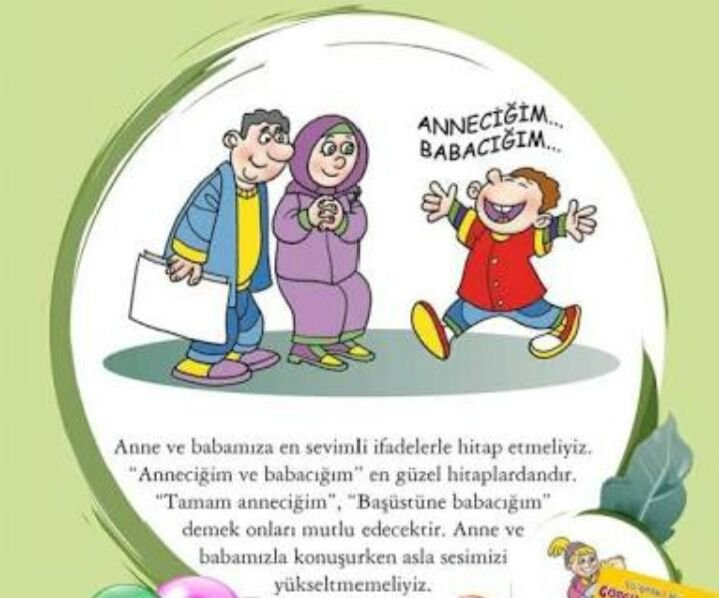 ANNECİĞİM...
BABACIĞIM...
Anne ve babamıza en sevimli ifadelerle hitap etmeliyiz.
"Anneciğim ve babacığım" en güzel hitaplardandır.
"Tamam anneciğim", "Başüstüne babacığım"
demek onları mutlu edecektir. Anne ve
babamızla konuşurken asla sesimizi
yükseltmemeliyiz.